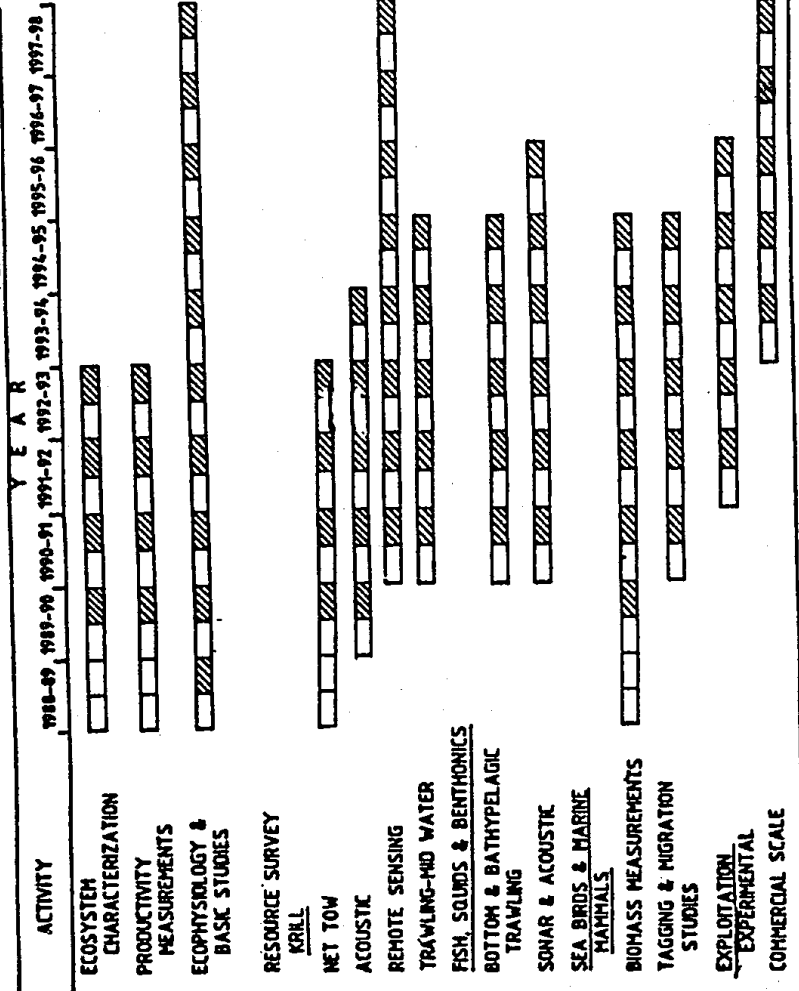 ACTIVITY
Y E A R
1988-89 1989-90 1990-91 1991-92 1992-93 1993-94 1994-95 1995-96 1996-97 1997-98
ECOSYSTEM
CHARACTERIZATION
PRODUCTIVITY
MEASUREMENTS
ECOPHYSIOLOGY &
BASIC STUDIES
RESOURCE SURVEY
KRILL
NET TOW
ACOUSTIC
REMOTE SENSING
TRAWLING-MID WATER
FISH, SQUIDS & BENTHONICS
BOTTOM & BATHYPELAGIC
TRAWLING
SONAR & ACOUSTIC
SEA BIRDS & MARINE
MAMMALS
BIOMASS MEASUREMENTS
TAGGING & MIGRATION
STUDIES
EXPLOITATION
EXPERIMENTAL
COMMERCIAL SCALE